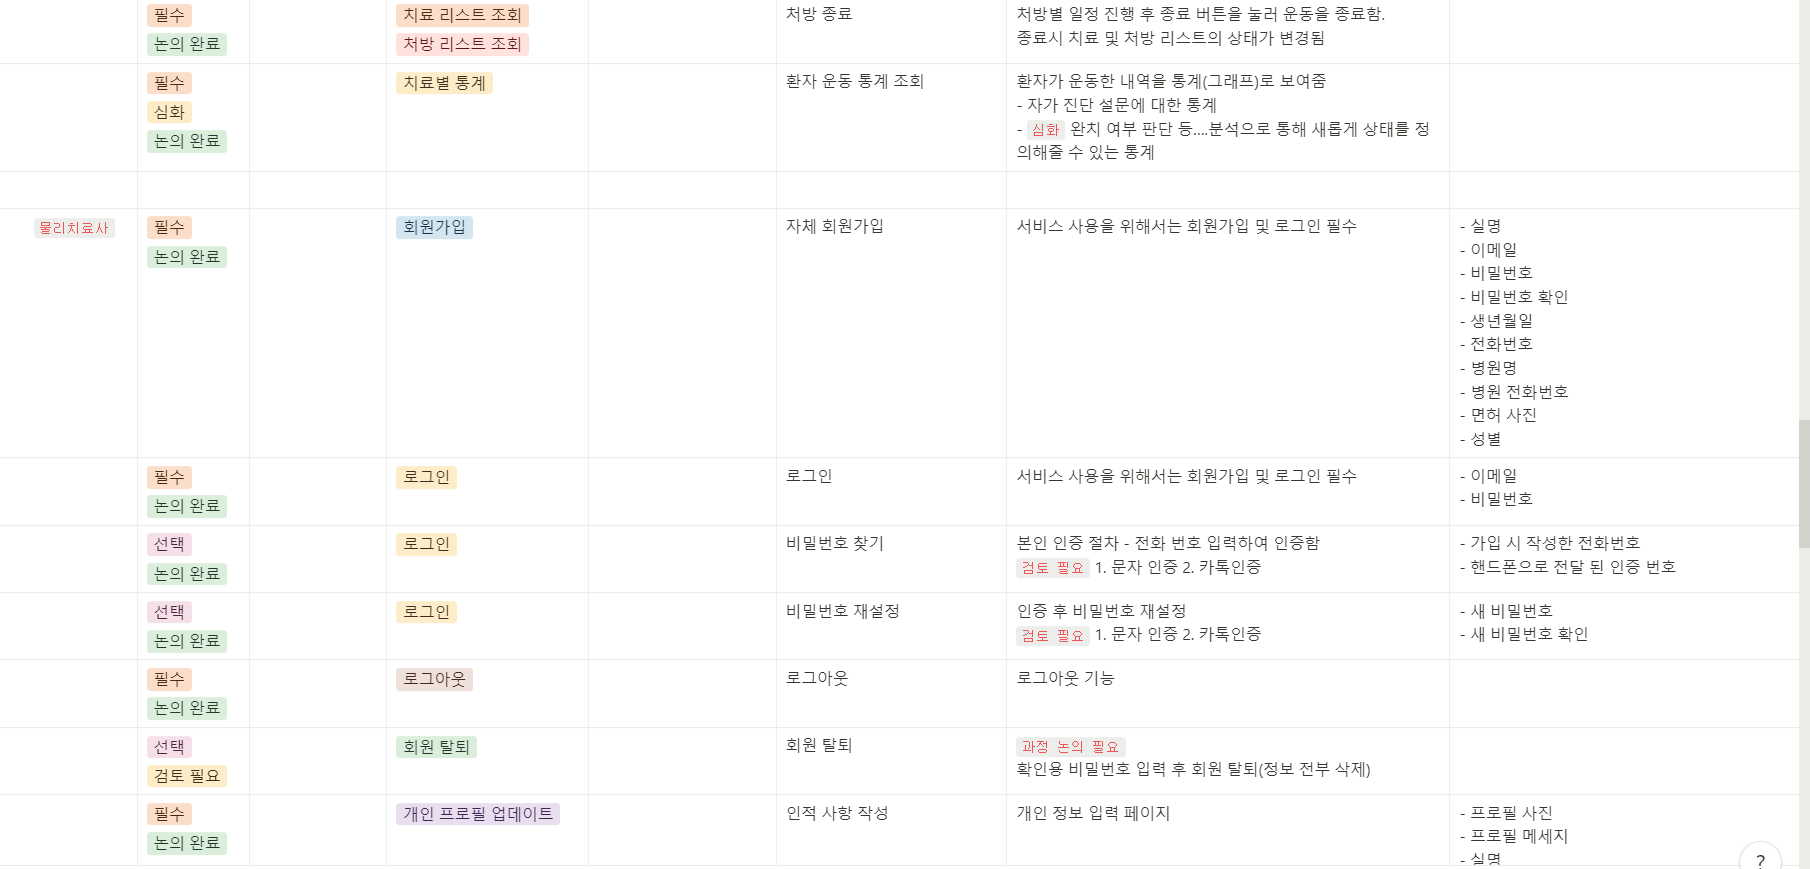 필수 치료 리스트 조회 처방 종료 처방별 일정 진행 후 종료 버튼을 눌러 운동을 종료함.
논의 완료 처방 리스트 조회 종료시 치료 및 처방 리스트의 상태가 변경됨
필수 치료별 통계 환자 운동 통계 조회 환자가 운동한 내역을 통계(그래프)로 보여줌
심화 - 자가 진단 설문에 대한 통계
논의 완료 - 심화 완치 여부 판단 등....분석으로 통해 새롭게 상태를 정
의해줄 수 있는 통계
물리치료사 필수 회원가입 자체 회원가입 서비스 사용을 위해서는 회원가입 및 로그인 필수 - 실명
논의 완료 - 이메일
- 비밀번호
- 비밀번호 확인
- 생년월일
- 전화번호
- 병원명
- 병원 전화번호
- 면허 사진
- 성별
필수 로그인 로그인 서비스 사용을 위해서는 회원가입 및 로그인 필수 - 이메일
논의 완료 - 비밀번호
선택 로그인 비밀번호 찾기 본인 인증 절차 - 전화 번호 입력하여 인증함 - 가입 시 작성한 전화번호
논의 완료 검토 필요 1. 문자 인증 2. 카톡인증 - 핸드폰으로 전달 된 인증 번호
선택 로그인 비밀번호 재설정 인증 후 비밀번호 재설정 - 새 비밀번호
논의 완료 검토 필요 1. 문자 인증 2. 카톡인증 - 새 비밀번호 확인
필수 로그아웃 로그아웃 로그아웃 기능
논의 완료
선택 회원 탈퇴 회원 탈퇴 과정 논의 필요
검토 필요 확인용 비밀번호 입력 후 회원 탈퇴(정보 전부 삭제)
필수 개인 프로필 업데이트 인적 사항 작성 개인 정보 입력 페이지 - 프로필 사진
논의 완료 - 프로필 메세지
- 실명
?